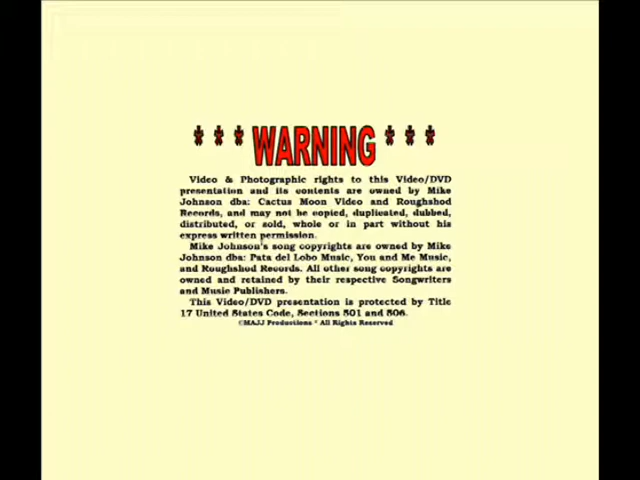 * * * WARNING * * *
Video & Photographic rights to this Video/DVD
presentation and its contents are owned by Mike
Johnson dba: Cactus Moon Video and Roughshod
Records, and may not be copied, duplicated, dubbed,
distributed, or sold, whole or in part without his
express written permission.
Mike Johnson's song copyrights are owned by Mike
Johnson dba: Pata del Lobo Music, You and Me Music,
and Roughshod Records. All other song copyrights are
owned and retained by their respective Songwriters
and Music Publishers.
This Video/DVD presentation is protected by Title
17 United States Code, Sections 501 and 506.
©MAJJ Productions * All Rights Reserved